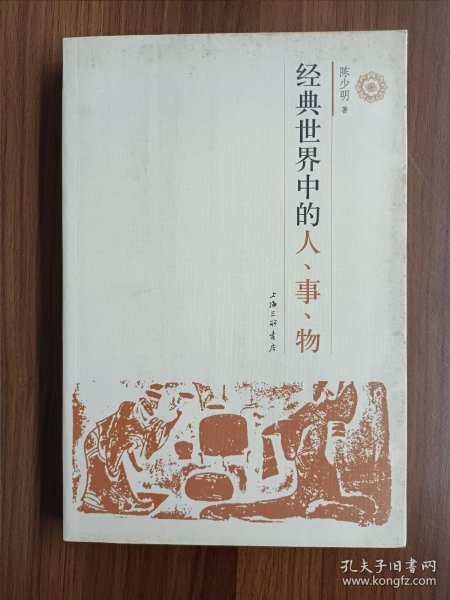 陈少明 著
经典世界中的人、事、物
上海三联书店
孔夫子旧书网
www.kongfz.com